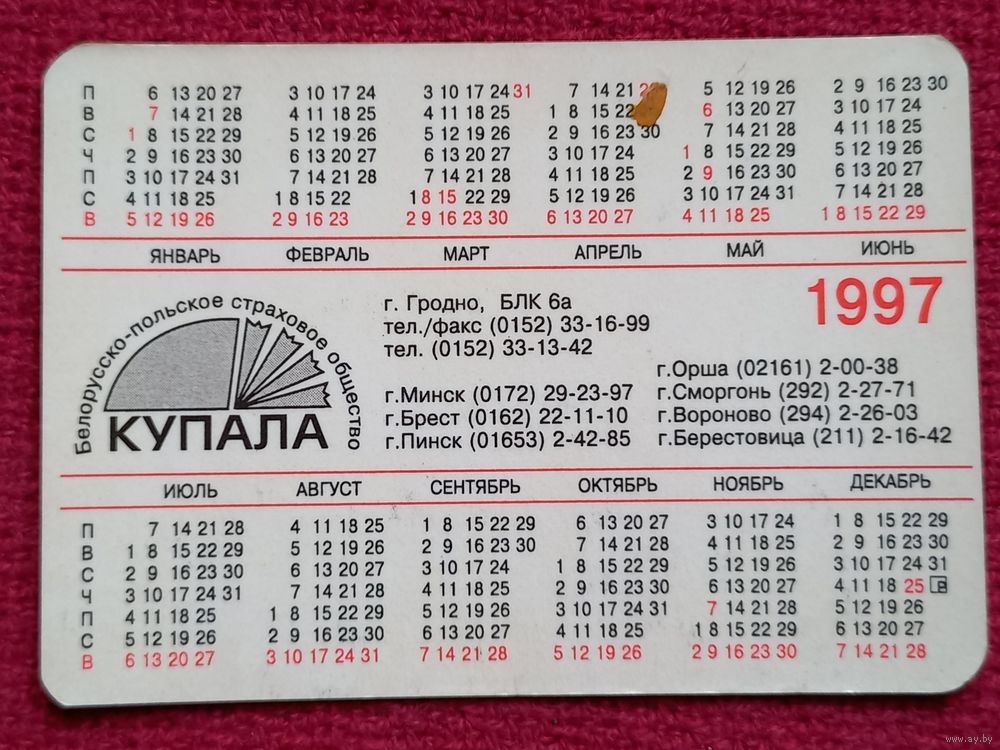 П 6 13 20 27 3 10 17 24 3 10 17 24 31 7 14 21 5 12 19 26 2 9 16 23 30
В 7 14 21 28 4 11 18 25 4 11 18 25 1 8 15 22 6 13 20 27 3 10 17 24
С 1 8 15 22 29 5 12 19 26 5 12 19 26 2 9 16 23 30 7 14 21 28 4 11 18 25
Ч 2 9 16 23 30 6 13 20 27 6 13 20 27 3 10 17 24 1 8 15 22 29 5 12 19 26
П 3 10 17 24 31 7 14 21 28 7 14 21 28 4 11 18 25 2 9 16 23 30 6 13 20 27
С 4 11 18 25 1 8 15 22 1 8 15 22 29 5 12 19 26 3 10 17 24 31 7 14 21 28
В 5 12 19 26 2 9 16 23 2 9 16 23 30 6 13 20 27 4 11 18 25 1 8 15 22 29
ЯНВАРЬ ФЕВРАЛЬ МАРТ АПРЕЛЬ МАЙ ИЮНЬ
Белорусско-польское страховое общество
КУПАЛА
г. Гродно, БЛК 6а
тел./факс (0152) 33-16-99
тел. (0152) 33-13-42
г.Минск (0172) 29-23-97
г.Брест (0162) 22-11-10
г.Пинск (01653) 2-42-85
1997
г.Орша (02161) 2-00-38
г.Сморгонь (292) 2-27-71
г.Вороново (294) 2-26-03
г.Берестовица (211) 2-16-42
ИЮЛЬ АВГУСТ СЕНТЯБРЬ ОКТЯБРЬ НОЯБРЬ ДЕКАБРЬ
П 7 14 21 28 4 11 18 25 1 8 15 22 29 6 13 20 27 3 10 17 24 1 8 15 22 29
В 1 8 15 22 29 5 12 19 26 2 9 16 23 30 7 14 21 28 4 11 18 25 2 9 16 23 30
С 2 9 16 23 30 6 13 20 27 3 10 17 24 1 8 15 22 29 5 12 19 26 3 10 17 24 31
Ч 3 10 17 24 31 7 14 21 28 4 11 18 25 2 9 16 23 30 6 13 20 27 4 11 18 25
П 4 11 18 25 1 8 15 22 29 5 12 19 26 3 10 17 24 31 7 14 21 28 5 12 19 26
С 5 12 19 26 2 9 16 23 30 6 13 20 27 4 11 18 25 1 8 15 22 29 6 13 20 27
В 6 13 20 27 3 10 17 24 31 7 14 21 28 5 12 19 26 2 9 16 23 30 7 14 21 28
www.ay.by